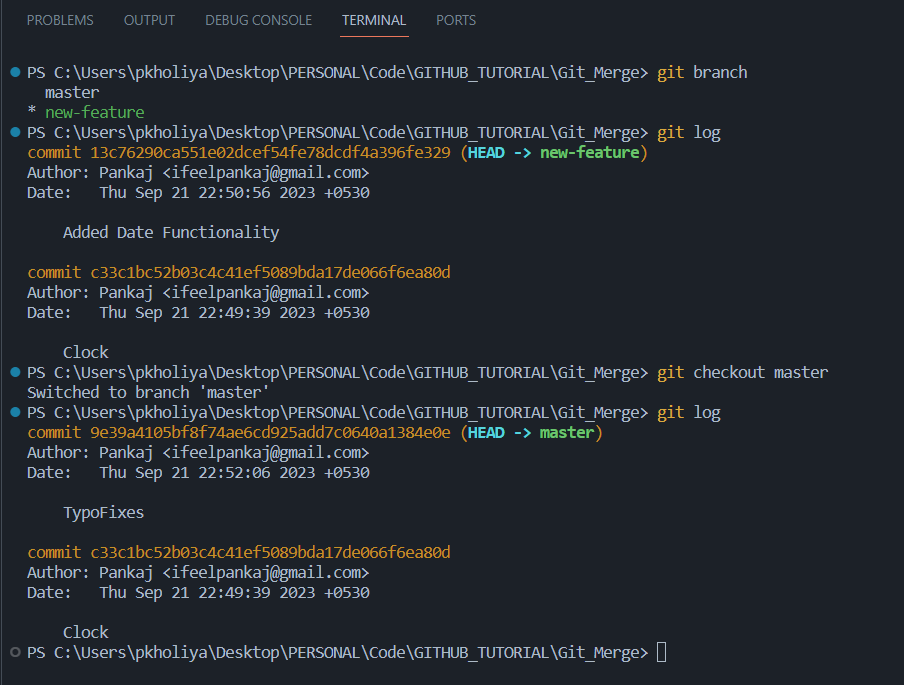 PROBLEMS OUTPUT DEBUG CONSOLE TERMINAL PORTS
PS C:\Users\pkholiya\Desktop\PERSONAL\Code\GITHUB_TUTORIAL\Git_Merge> git branch
  master
* new-feature
PS C:\Users\pkholiya\Desktop\PERSONAL\Code\GITHUB_TUTORIAL\Git_Merge> git log
commit 13c76290ca551e02dcef54fe78dcdf4a396fe329 (HEAD -> new-feature)
Author: Pankaj <ifeelpankaj@gmail.com>
Date:   Thu Sep 21 22:50:56 2023 +0530
    Added Date Functionality
commit c33c1bc52b03c4c41ef5089bda17de066f6ea80d
Author: Pankaj <ifeelpankaj@gmail.com>
Date:   Thu Sep 21 22:49:39 2023 +0530
    Clock
PS C:\Users\pkholiya\Desktop\PERSONAL\Code\GITHUB_TUTORIAL\Git_Merge> git checkout master
Switched to branch 'master'
PS C:\Users\pkholiya\Desktop\PERSONAL\Code\GITHUB_TUTORIAL\Git_Merge> git log
commit 9e39a4105bf8f74ae6cd925add7c0640a1384e0e (HEAD -> master)
Author: Pankaj <ifeelpankaj@gmail.com>
Date:   Thu Sep 21 22:52:06 2023 +0530
    TypoFixes
commit c33c1bc52b03c4c41ef5089bda17de066f6ea80d
Author: Pankaj <ifeelpankaj@gmail.com>
Date:   Thu Sep 21 22:49:39 2023 +0530
    Clock
PS C:\Users\pkholiya\Desktop\PERSONAL\Code\GITHUB_TUTORIAL\Git_Merge>